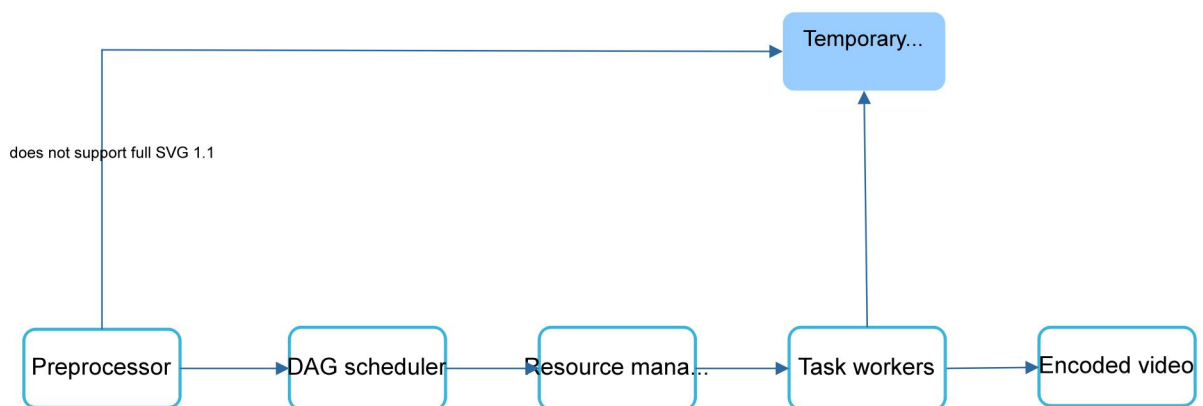 Temporary...
does not support full SVG 1.1
Preprocessor
DAG scheduler
Resource mana...
Task workers
Encoded video